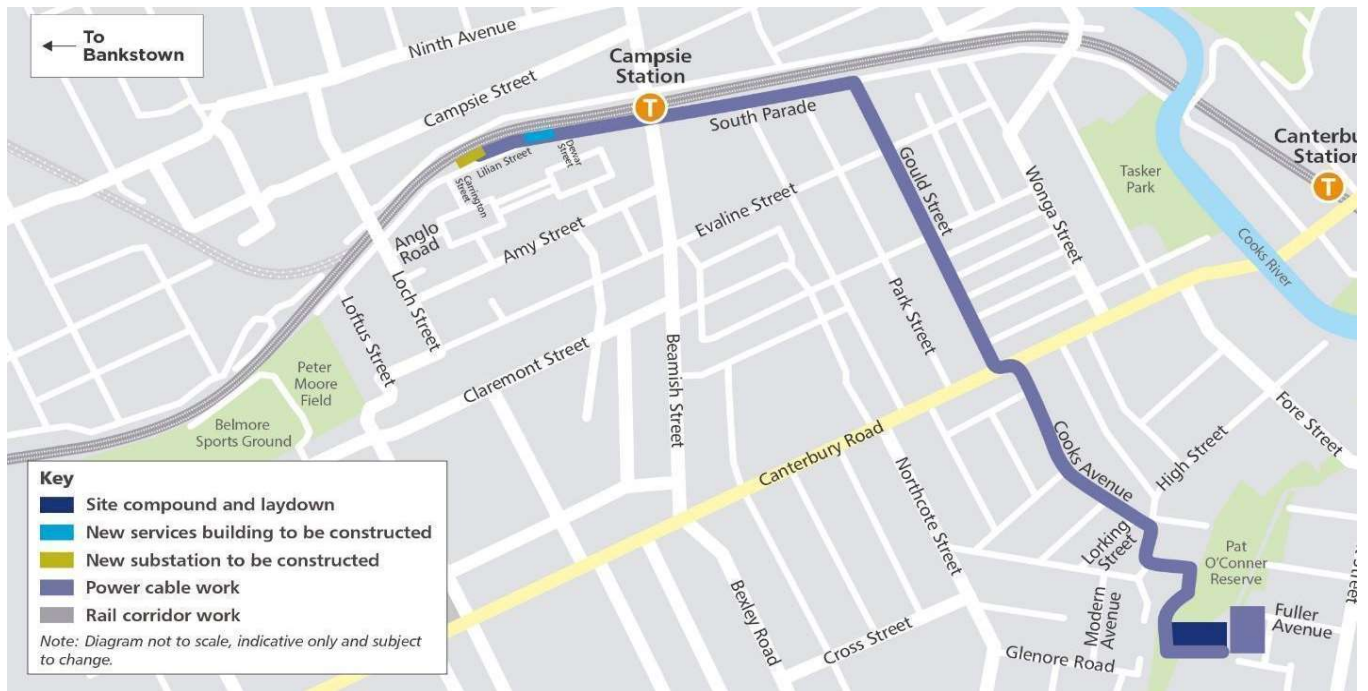 To
Bankstown
Ninth Avenue
Campsie
Station
T
Campsie Street
South Parade
Lilian Street
Dewar
Street
Carrington
Street
Anglo
Road
Amy Street
Evaline Street
Gould Street
Wonga Street
Tasker
Park
Canterbu
Station
T
Cooks River
Loch Street
Loftus Street
Peter
Moore
Field
Belmore
Sports Ground
Claremont Street
Beamish Street
Park Street
Canterbury Road
Cooks Avenue
High Street
Fore Street
Northcote Street
Lorking
Street
Pat
O'Conner
Reserve
Street
Modern
Avenue
Fuller
Avenue
Bexley Road
Cross Street
Glenore Road
Key
Site compound and laydown
New services building to be constructed
New substation to be constructed
Power cable work
Rail corridor work
Note: Diagram not to scale, indicative only and subject
to change.